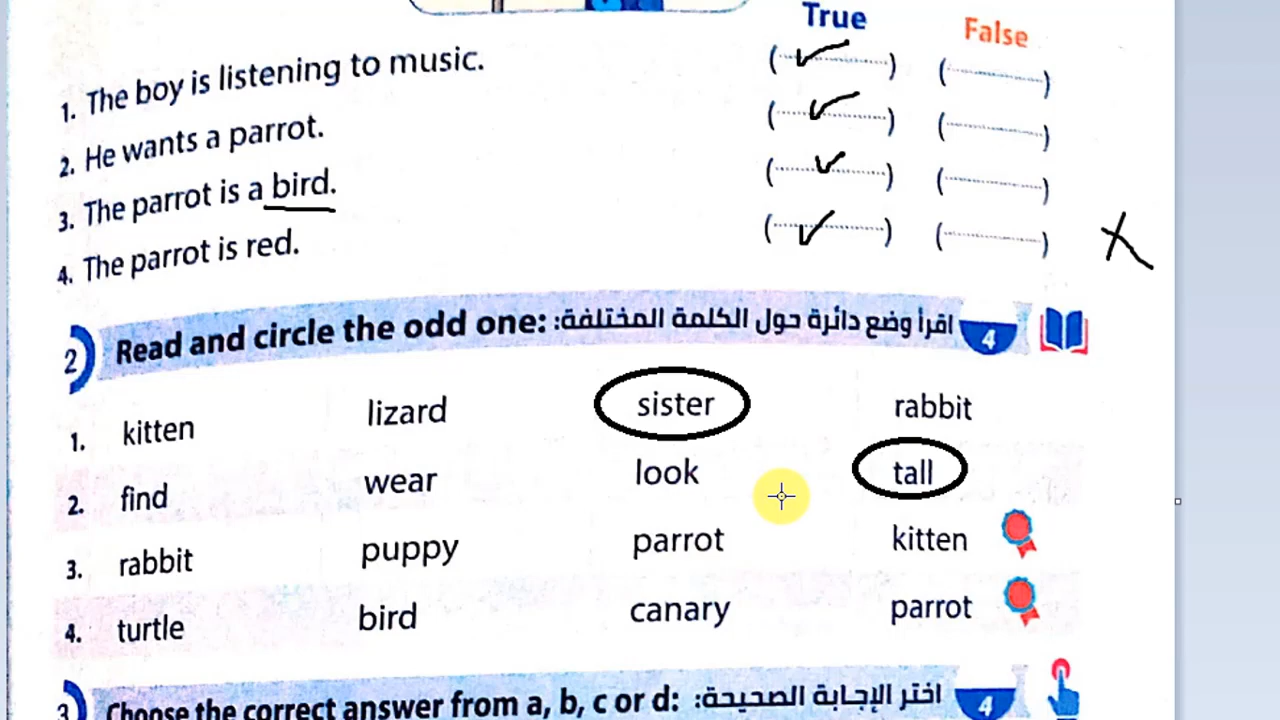 True False
1. The boy is listening to music. (..........) (..........)
2. He wants a parrot. (..........) (..........)
3. The parrot is a bird. (..........) (..........)
4. The parrot is red. (..........) (..........)
2 Read and circle the odd one: اقرأ وضع دائرة حول الكلمة المختلفة: 4
1. kitten lizard sister rabbit
2. find wear look tall
3. rabbit puppy parrot kitten
4. turtle bird canary parrot
3 Choose the correct answer from a, b, c or d: اختر الإجابة الصحيحة: 4